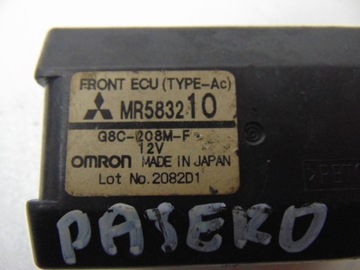 FRONT ECU (TYPE-Ac)
MR583210
G8C-208M-F
12V
OMRON MADE IN JAPAN
Lot No.2082D1
PAJERO